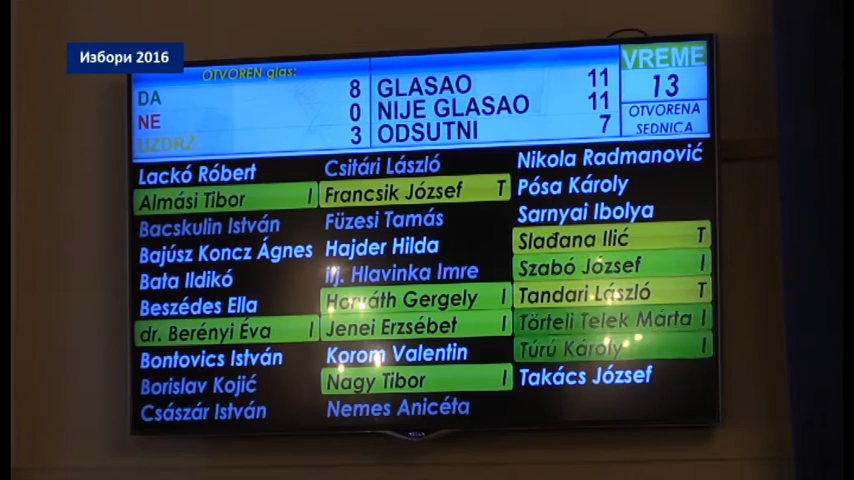 Избори 2016
OTVOREN glas:
DA 8
NE 0
UZDRZ 3
GLASAO 11
NIJE GLASAO 11
ODSUTNI 7
VREME
13
OTVORENA
SEDNICA
Lackó Róbert
Almási Tibor I
Bacskulin István
Bajúsz Koncz Ágnes
Bata Ildikó
Beszédes Ella
dr. Berényi Éva I
Bontovics István
Borislav Kojić
Császár István
Csitári László
Francsik József T
Füzesi Tamás
Hajder Hilda
ifj. Hlavinka Imre
Horváth Gergely I
Jenei Erzsébet I
Korom Valentin
Nagy Tibor I
Nemes Anicéta
Nikola Radmanović
Pósa Károly
Sarnyai Ibolya
Slađana Ilić T
Szabó József I
Tandari László T
Törteli Telek Márta I
Túrú Károly I
Takács József
TESLA